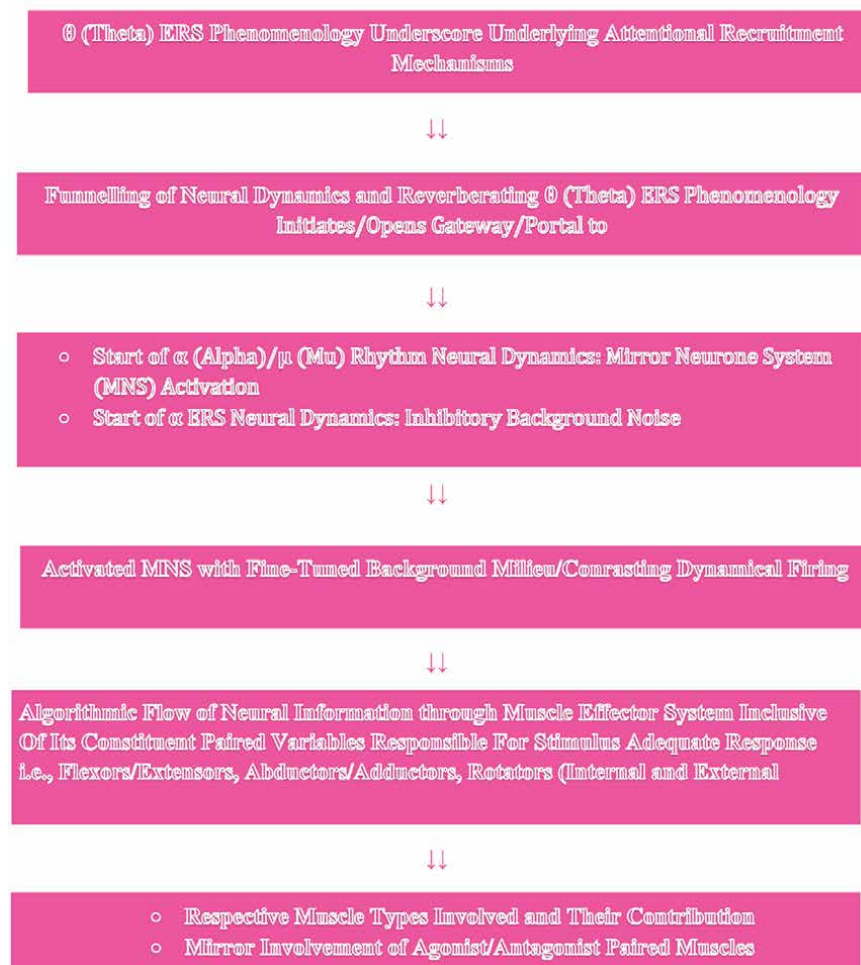 θ (Theta) ERS Phenomenology Underscore Underlying Attentional Recruitment
Mechanisms
↓↓
Funnelling of Neural Dynamics and Reverberating θ (Theta) ERS Phenomenology
Initiates/Opens Gateway/Portal to
↓↓
○ Start of α (Alpha)/μ (Mu) Rhythm Neural Dynamics: Mirror Neurone System
(MNS) Activation
○ Start of α ERS Neural Dynamics: Inhibitory Background Noise
↓↓
Activated MNS with Fine-Tuned Background Milieu/Conrasting Dynamical Firing
↓↓
Algorithmic Flow of Neural Information through Muscle Effector System Inclusive
Of Its Constituent Paired Variables Responsible For Stimulus Adequate Response
i.e., Flexors/Extensors, Abductors/Adductors, Rotators (Internal and External
↓↓
○ Respective Muscle Types Involved and Their Contribution
○ Mirror Involvement of Agonist/Antagonist Paired Muscles